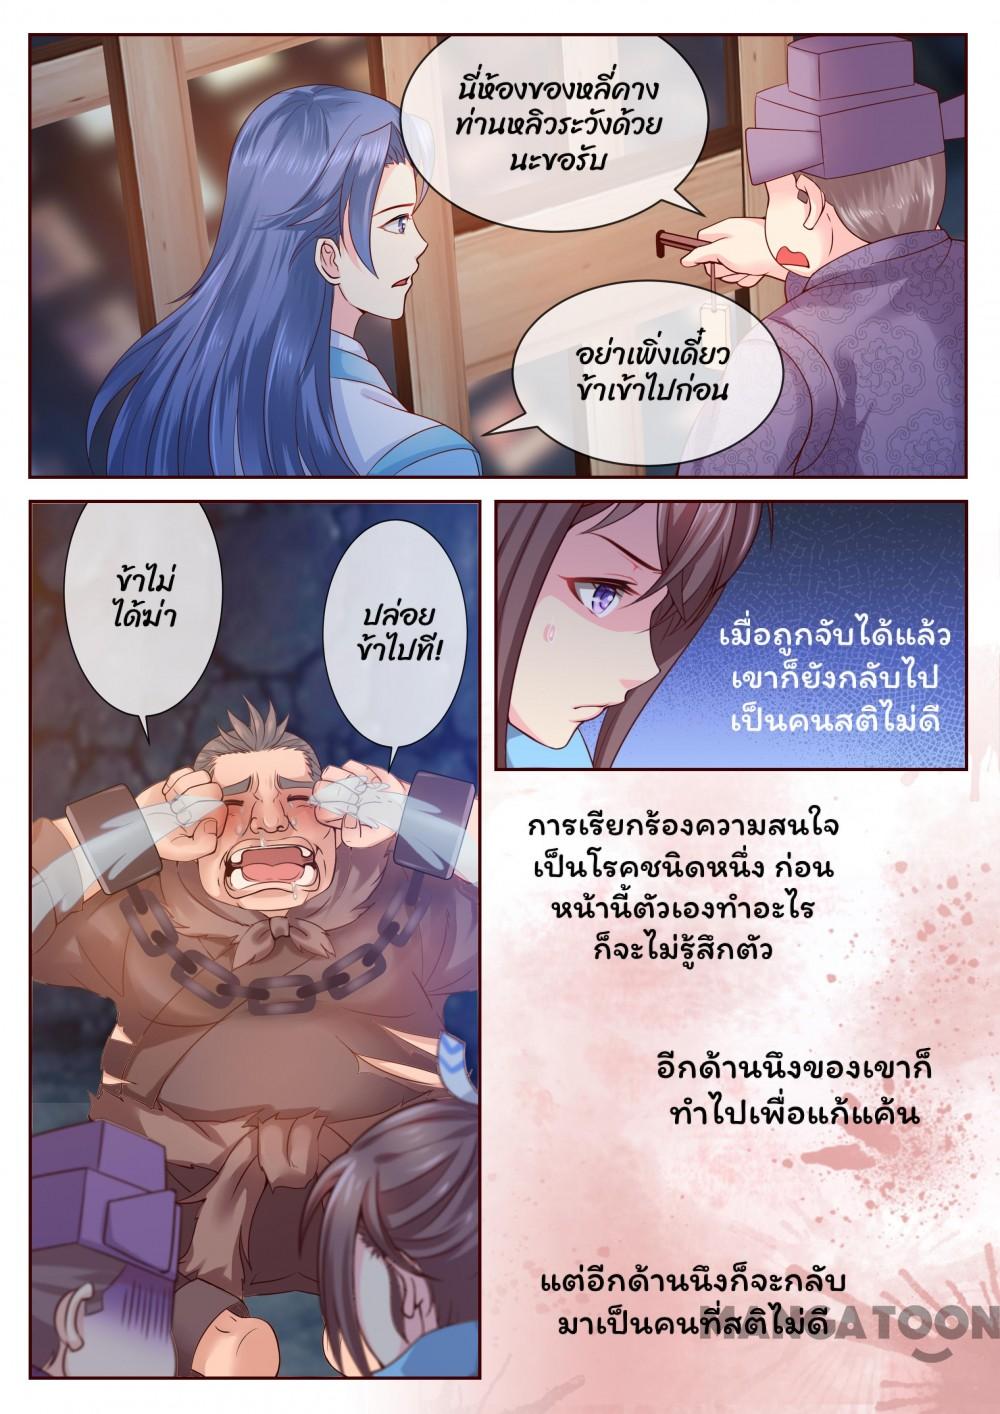 นี่ห้องของหลี่คาง
ท่านหลิวระวังด้วย
นะขอรับ
อย่าเพิ่งเดี๋ยว
ข้าเข้าไปก่อน
ข้าไม่
ได้ฆ่า
ปล่อย
ข้าไปที!
เมื่อถูกจับได้แล้ว
เขาก็ยังกลับไป
เป็นคนสติไม่ดี
การเรียกร้องความสนใจ
เป็นโรคชนิดหนึ่ง ก่อน
หน้านี้ตัวเองทำอะไร
ก็จะไม่รู้สึกตัว
อีกด้านนึงของเขาก็
ทำไปเพื่อแก้แค้น
แต่อีกด้านนึงก็จะกลับ
มาเป็นคนที่สติไม่ดี
MANGATOON